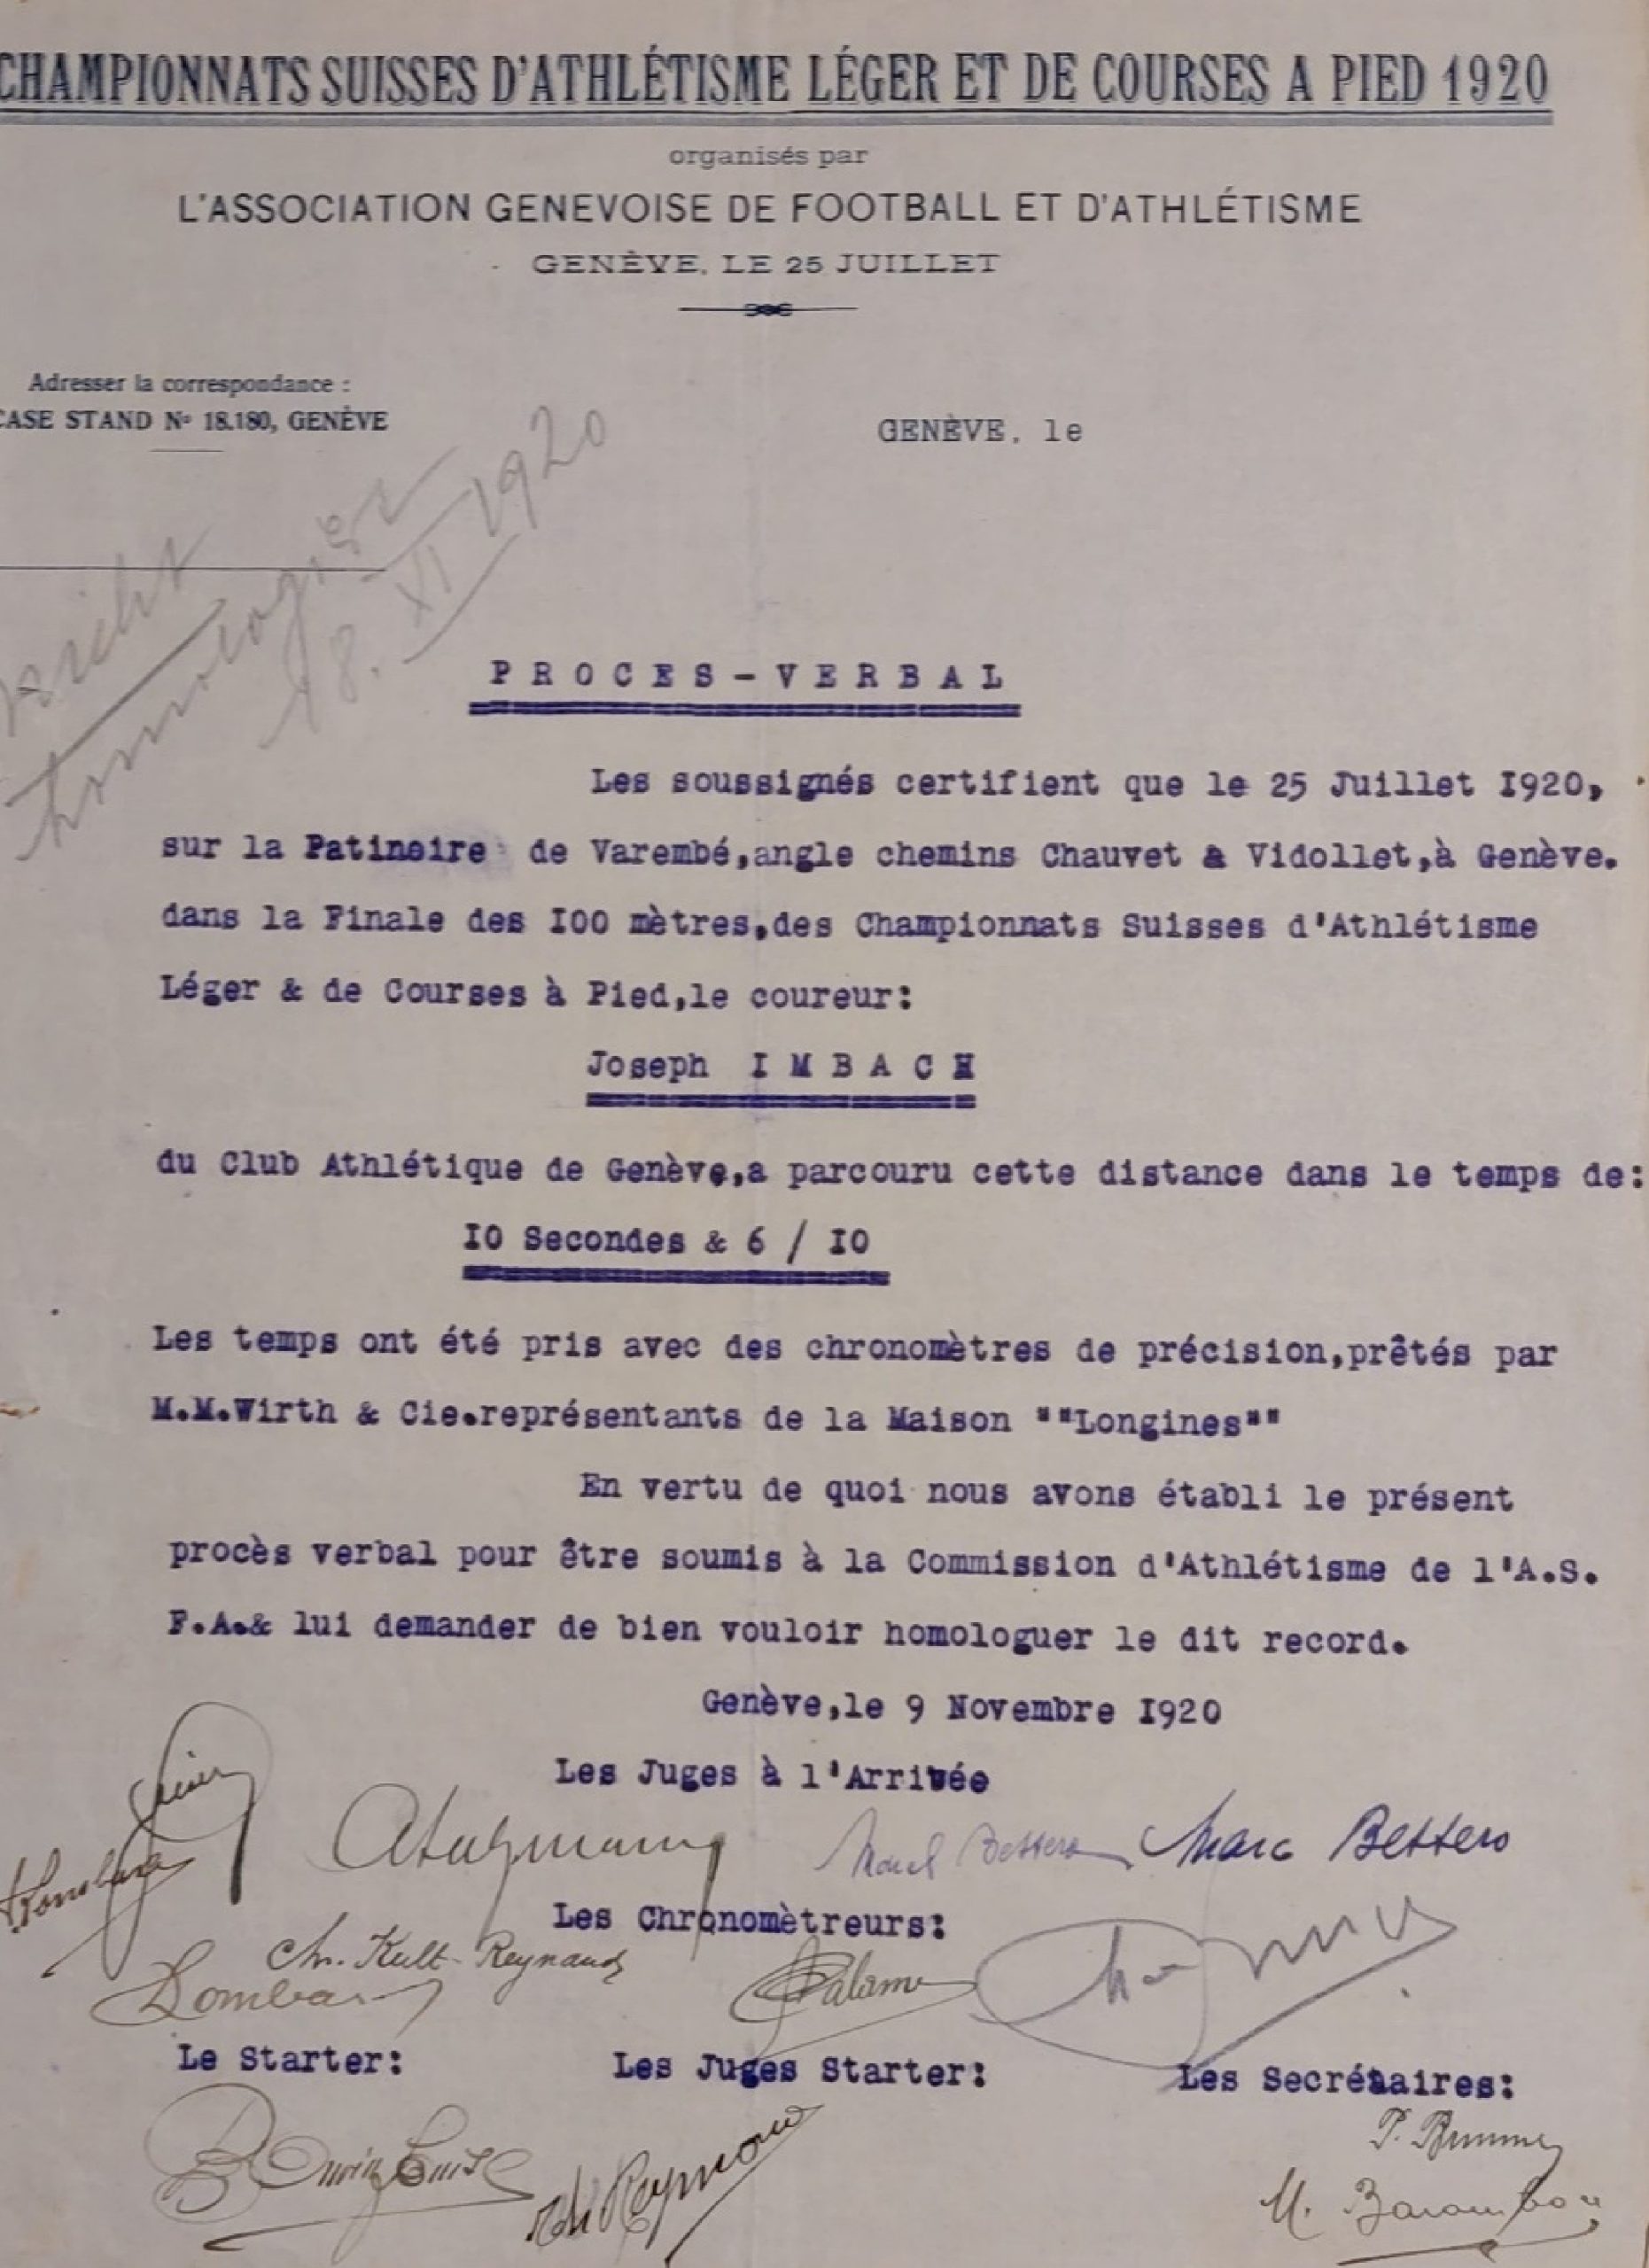 CHAMPIONNATS SUISSES D'ATHLÉTISME LÉGER ET DE COURSES A PIED 1920
organisés par
L'ASSOCIATION GENEVOISE DE FOOTBALL ET D'ATHLÉTISME
GENÈVE, LE 25 JUILLET
Adresser la correspondance :
CASE STAND No 18.180, GENÈVE
GENÈVE, le
nicht
homologiert
18. XI 1920
PROCES-VERBAL
Les soussignés certifient que le 25 Juillet I920,
sur la Patinoire de Varembé,angle chemins Chauvet & Vidollet,à Genève.
dans la Finale des I00 mètres,des Championnats Suisses d'Athlétisme
Léger & de Courses à Pied,le coureur:
Joseph IMBACH
du Club Athlétique de Genève,a parcouru cette distance dans le temps de:
I0 Secondes & 6 / I0
Les temps ont été pris avec des chronomètres de précision,prêtés par
M.M.Wirth & Cie.représentants de la Maison ""Longines""
En vertu de quoi nous avons établi le présent
procès verbal pour être soumis à la Commission d'Athlétisme de l'A.S.
F.A.& lui demander de bien vouloir homologuer le dit record.
Genève,le 9 Novembre I920
Les Juges à l'Arrivée
Marc Bettero
Les Chronomètreurs:
Ch. Kult-Reynaud
Le Starter:
Les Juges Starter:
Les Secrétaires: